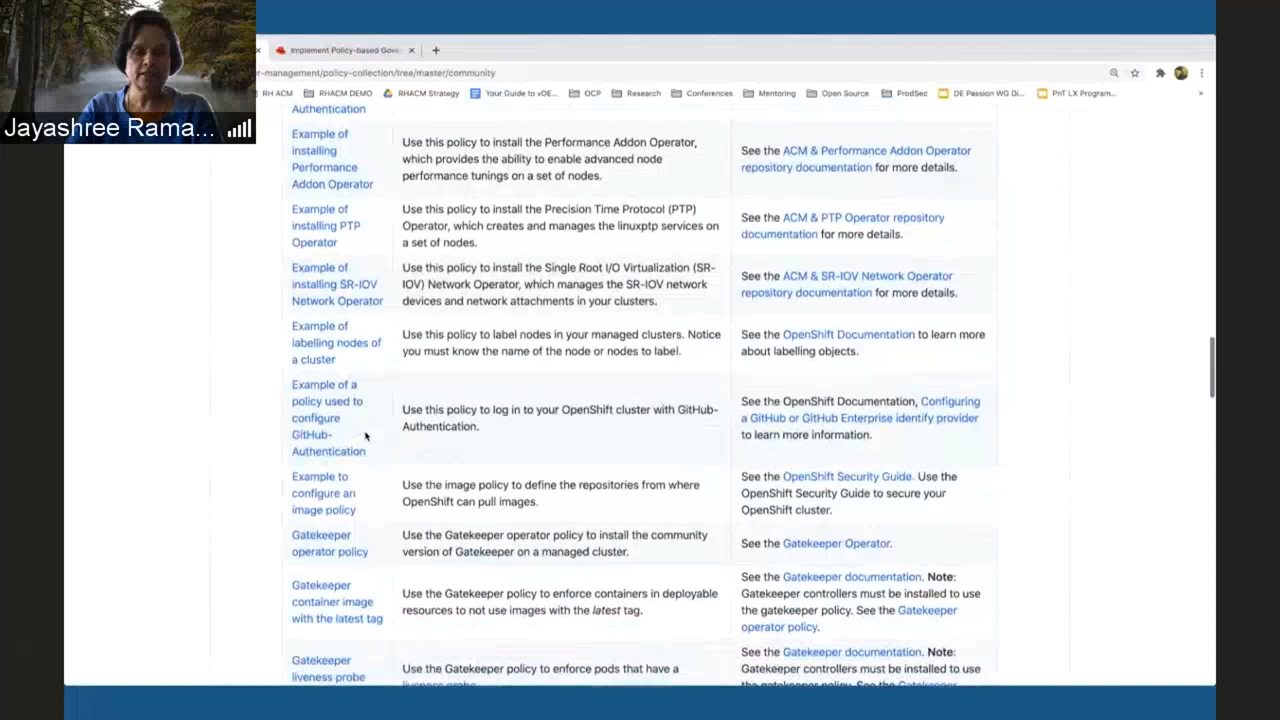 Jayashree Rama...
Implement Policy-based Gove
r-management/policy-collection/tree/master/community
RH ACM
RHACM DEMO
RHACM Strategy
Your Guide to vDE...
OCP
Research
Conferences
Mentoring
Open Source
ProdSec
DE Passion WG Di...
PnT LX Program...
Authentication
Example of
installing
Performance
Addon Operator
Use this policy to install the Performance Addon Operator,
which provides the ability to enable advanced node
performance tunings on a set of nodes.
See the ACM & Performance Addon Operator
repository documentation for more details.
Example of
installing PTP
Operator
Use this policy to install the Precision Time Protocol (PTP)
Operator, which creates and manages the linuxptp services on
a set of nodes.
See the ACM & PTP Operator repository
documentation for more details.
Example of
installing SR-IOV
Network Operator
Use this policy to install the Single Root I/O Virtualization (SR-
IOV) Network Operator, which manages the SR-IOV network
devices and network attachments in your clusters.
See the ACM & SR-IOV Network Operator
repository documentation for more details.
Example of
labelling nodes of
a cluster
Use this policy to label nodes in your managed clusters. Notice
you must know the name of the node or nodes to label.
See the OpenShift Documentation to learn more
about labelling objects.
Example of a
policy used to
configure
GitHub-
Authentication
Use this policy to log in to your OpenShift cluster with GitHub-
Authentication.
See the OpenShift Documentation, Configuring
a GitHub or GitHub Enterprise identify provider
to learn more information.
Example to
configure an
image policy
Use the image policy to define the repositories from where
OpenShift can pull images.
See the OpenShift Security Guide. Use the
OpenShift Security Guide to secure your
OpenShift cluster.
Gatekeeper
operator policy
Use the Gatekeeper operator policy to install the community
version of Gatekeeper on a managed cluster.
See the Gatekeeper Operator.
Gatekeeper
container image
with the latest tag
Use the Gatekeeper policy to enforce containers in deployable
resources to not use images with the latest tag.
See the Gatekeeper documentation. Note:
Gatekeeper controllers must be installed to use
the gatekeeper policy. See the Gatekeeper
operator policy.
Gatekeeper
liveness probe
Use the Gatekeeper policy to enforce pods that have a
liveness probe.
See the Gatekeeper documentation. Note:
Gatekeeper controllers must be installed to use
the gatekeeper policy. See the Gatekeeper